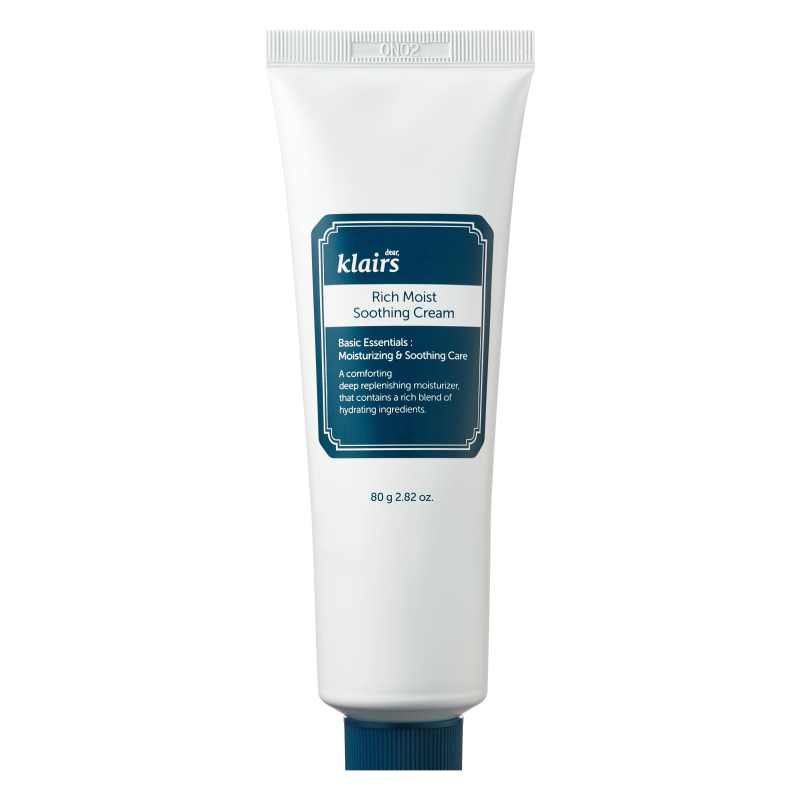 0N02
dear,
klairs
Rich Moist
Soothing Cream
Basic Essentials :
Moisturizing & Soothing Care
A comforting
deep replenishing moisturizer,
that contains a rich blend of
hydrating ingredients.
80 g 2.82 oz.